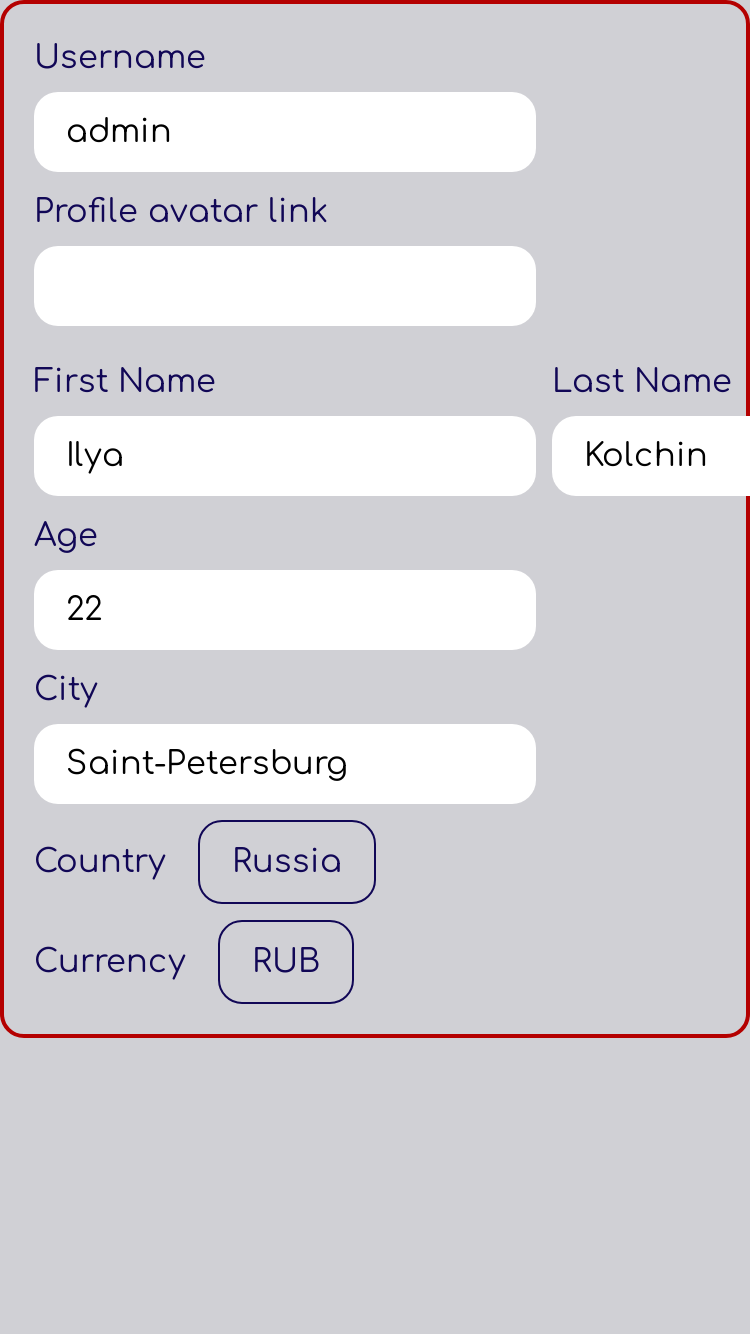 Username
admin
Profile avatar link
First Name Last Name
Ilya Kolchin
Age
22
City
Saint-Petersburg
Country Russia
Currency RUB